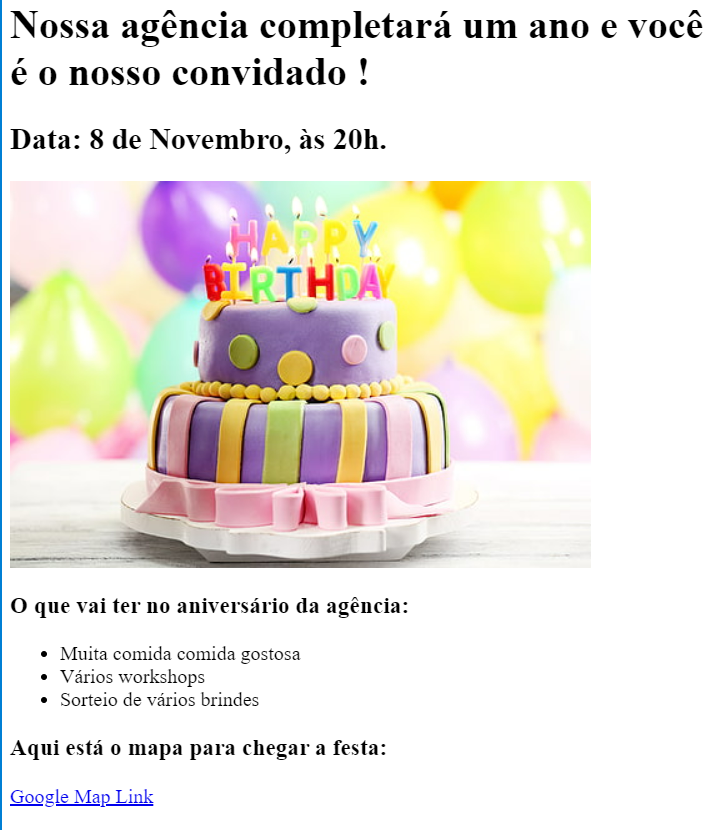 Nossa agência completará um ano e você
é o nosso convidado !
Data: 8 de Novembro, às 20h.
HAPPY
BIRTHDAY
O que vai ter no aniversário da agência:
Muita comida comida gostosa
Vários workshops
Sorteio de vários brindes
Aqui está o mapa para chegar a festa:
Google Map Link